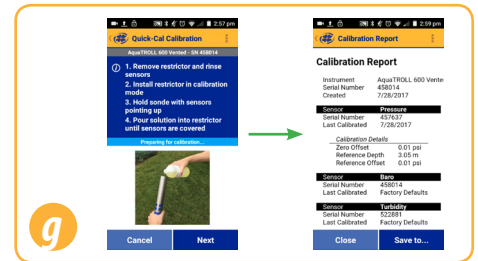 2:57 pm
Quick-Cal Calibration
AquaTROLL 600 Vented - SN 458014
1. Remove restrictor and rinse
sensors
2. Install restrictor in calibration
mode
3. Hold sonde with sensors
pointing up
4. Pour solution into restrictor
until sensors are covered
Preparing for calibration...
Cancel Next
g
2:59 pm
Calibration Report
Calibration Report
Instrument AquaTROLL 600 Vente
Serial Number 458014
Created 7/28/2017
Sensor Pressure
Serial Number 457637
Last Calibrated 7/28/2017
Calibration Details
Zero Offset 0.01 psi
Reference Depth 3.05 m
Reference Offset 0.01 psi
Sensor Baro
Serial Number 458014
Last Calibrated Factory Defaults
Sensor Turbidity
Serial Number 522881
Last Calibrated Factory Defaults
Close Save to...